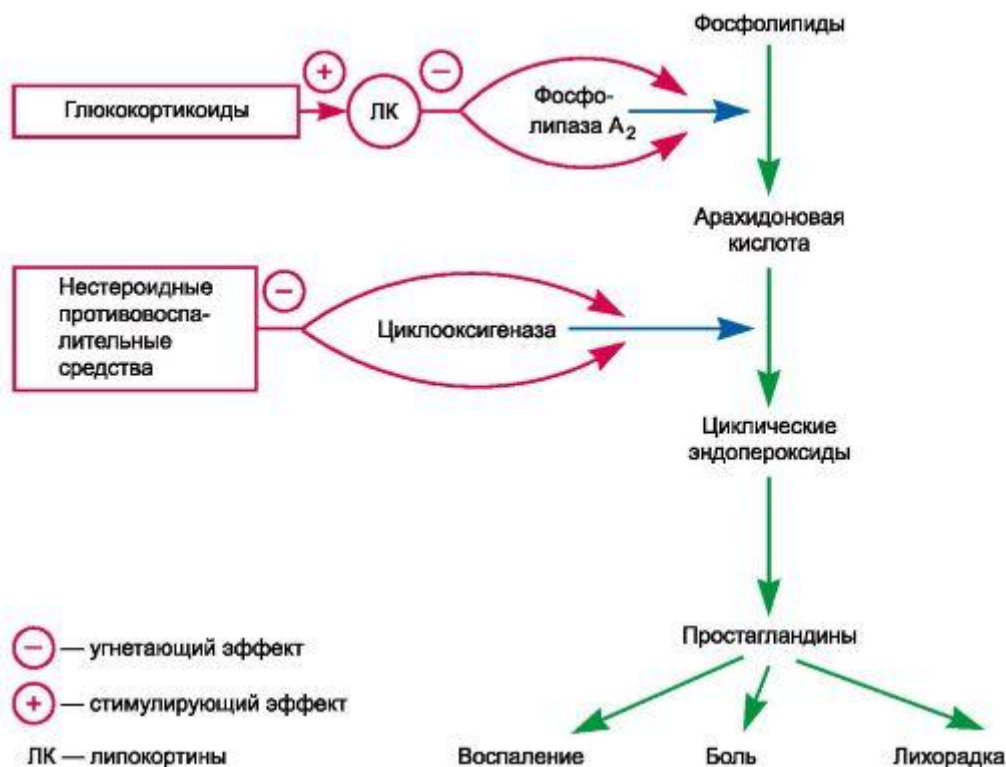 Фосфолипиды
+
−
Глюкокортикоиды
ЛК
Фосфо-
липаза А2
Арахидоновая
кислота
−
Нестероидные
противовоспа-
лительные
средства
Циклооксигеназа
Циклические
эндопероксиды
Простагландины
− — угнетающий эффект
+ — стимулирующий эффект
ЛК — липокортины
Воспаление
Боль
Лихорадка